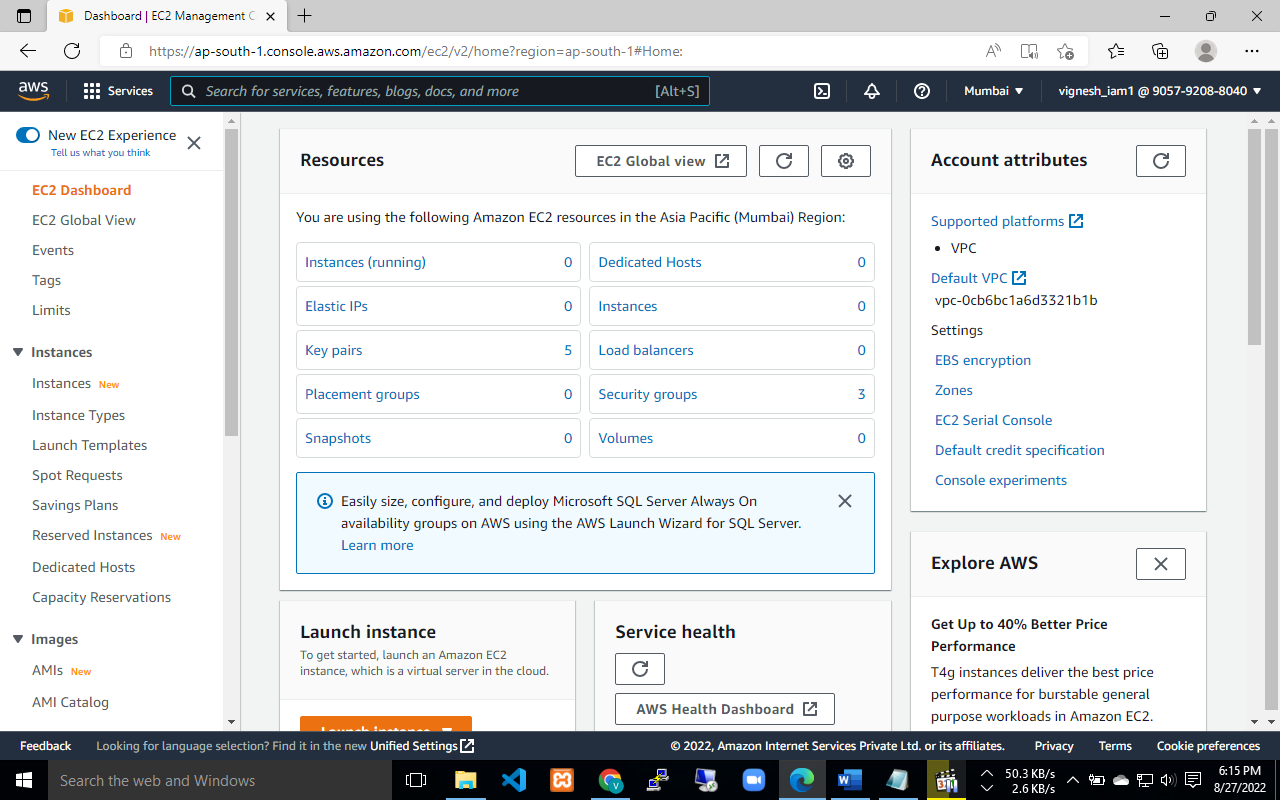 Dashboard | EC2 Management C
https://ap-south-1.console.aws.amazon.com/ec2/v2/home?region=ap-south-1#Home:
aws
Services
Search for services, features, blogs, docs, and more
[Alt+S]
Mumbai
vignesh_iam1 @ 9057-9208-8040
New EC2 Experience
Tell us what you think
EC2 Dashboard
EC2 Global View
Events
Tags
Limits
Instances
Instances New
Instance Types
Launch Templates
Spot Requests
Savings Plans
Reserved Instances New
Dedicated Hosts
Capacity Reservations
Images
AMIs New
AMI Catalog
Resources
EC2 Global view
You are using the following Amazon EC2 resources in the Asia Pacific (Mumbai) Region:
Instances (running) 0
Dedicated Hosts 0
Elastic IPs 0
Instances 0
Key pairs 5
Load balancers 0
Placement groups 0
Security groups 3
Snapshots 0
Volumes 0
Easily size, configure, and deploy Microsoft SQL Server Always On
availability groups on AWS using the AWS Launch Wizard for SQL Server.
Learn more
Launch instance
To get started, launch an Amazon EC2
instance, which is a virtual server in the cloud.
Launch instance
Service health
AWS Health Dashboard
Account attributes
Supported platforms
• VPC
Default VPC
vpc-0cb6bc1a6d3321b1b
Settings
EBS encryption
Zones
EC2 Serial Console
Default credit specification
Console experiments
Explore AWS
Get Up to 40% Better Price
Performance
T4g instances deliver the best price
performance for burstable general
purpose workloads in Amazon EC2.
Feedback
Looking for language selection? Find it in the new Unified Settings
© 2022, Amazon Internet Services Private Ltd. or its affiliates.
Privacy
Terms
Cookie preferences
Search the web and Windows
50.3 KB/s
2.6 KB/s
6:15 PM
8/27/2022